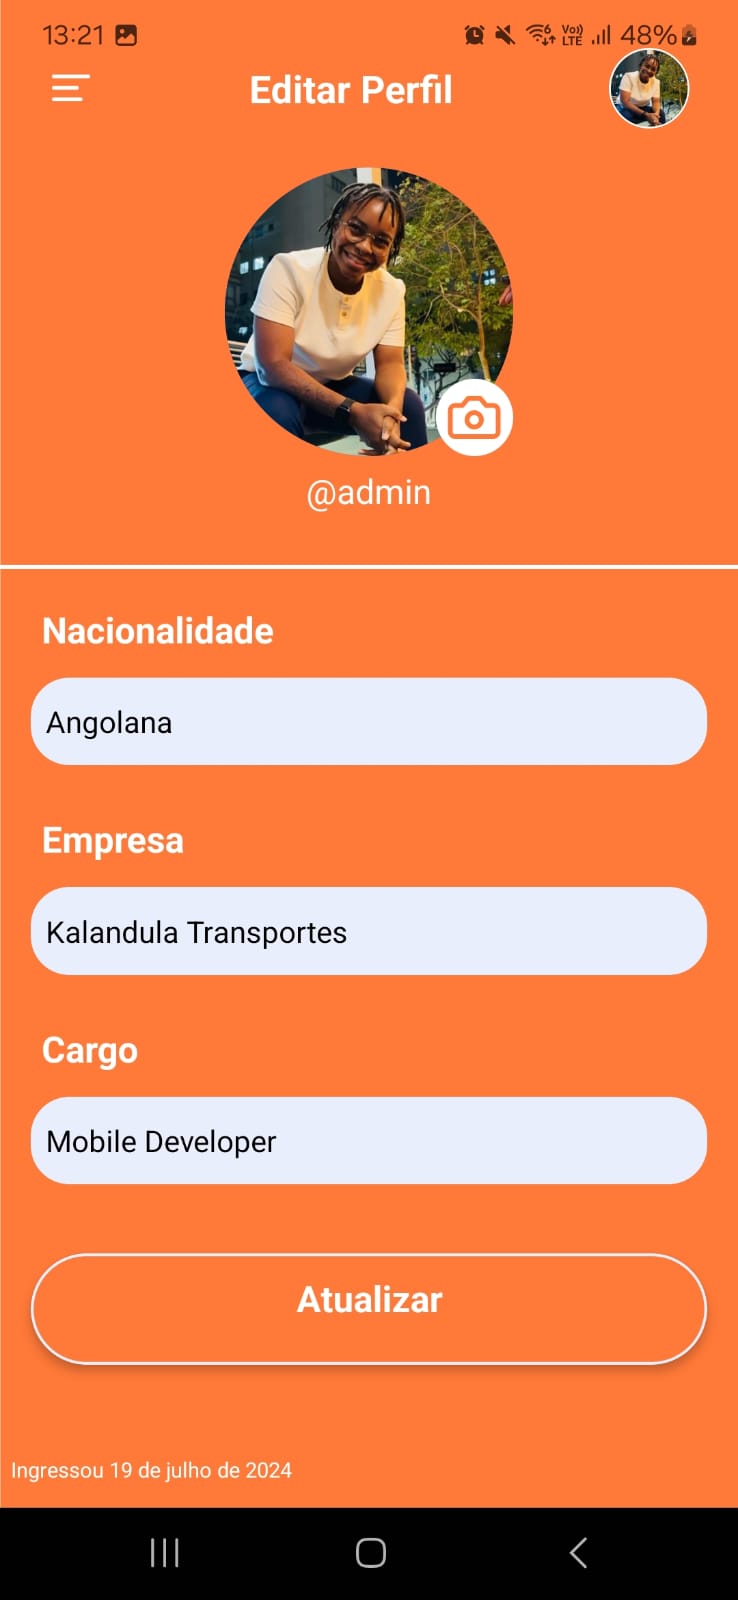 13:21 Vo)) LTE 48%
Editar Perfil
@admin
Nacionalidade
Angolana
Empresa
Kalandula Transportes
Cargo
Mobile Developer
Atualizar
Ingressou 19 de julho de 2024